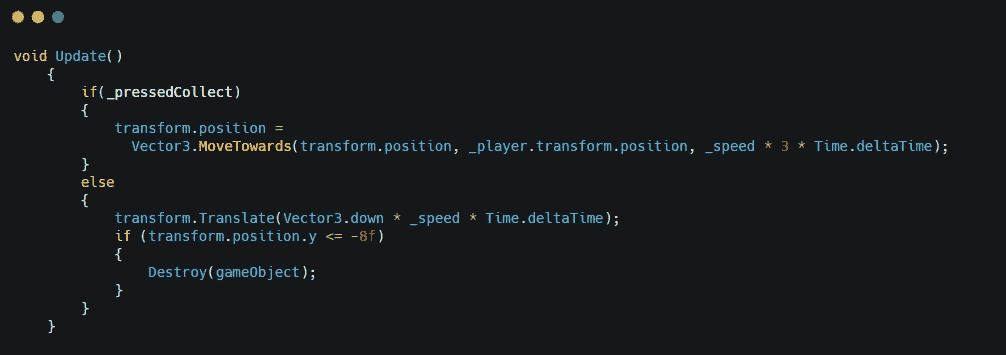 void Update()
    {
        if(_pressedCollect)
        {
            transform.position =
              Vector3.MoveTowards(transform.position, _player.transform.position, _speed * 3 * Time.deltaTime);
        }
        else
        {
            transform.Translate(Vector3.down * _speed * Time.deltaTime);
            if (transform.position.y <= -8f)
            {
                Destroy(gameObject);
            }
        }
    }